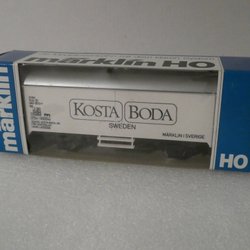 märklin HO
KOSTA BODA
SWEDEN
MÄRKLIN I SVERIGE
märklin
HO